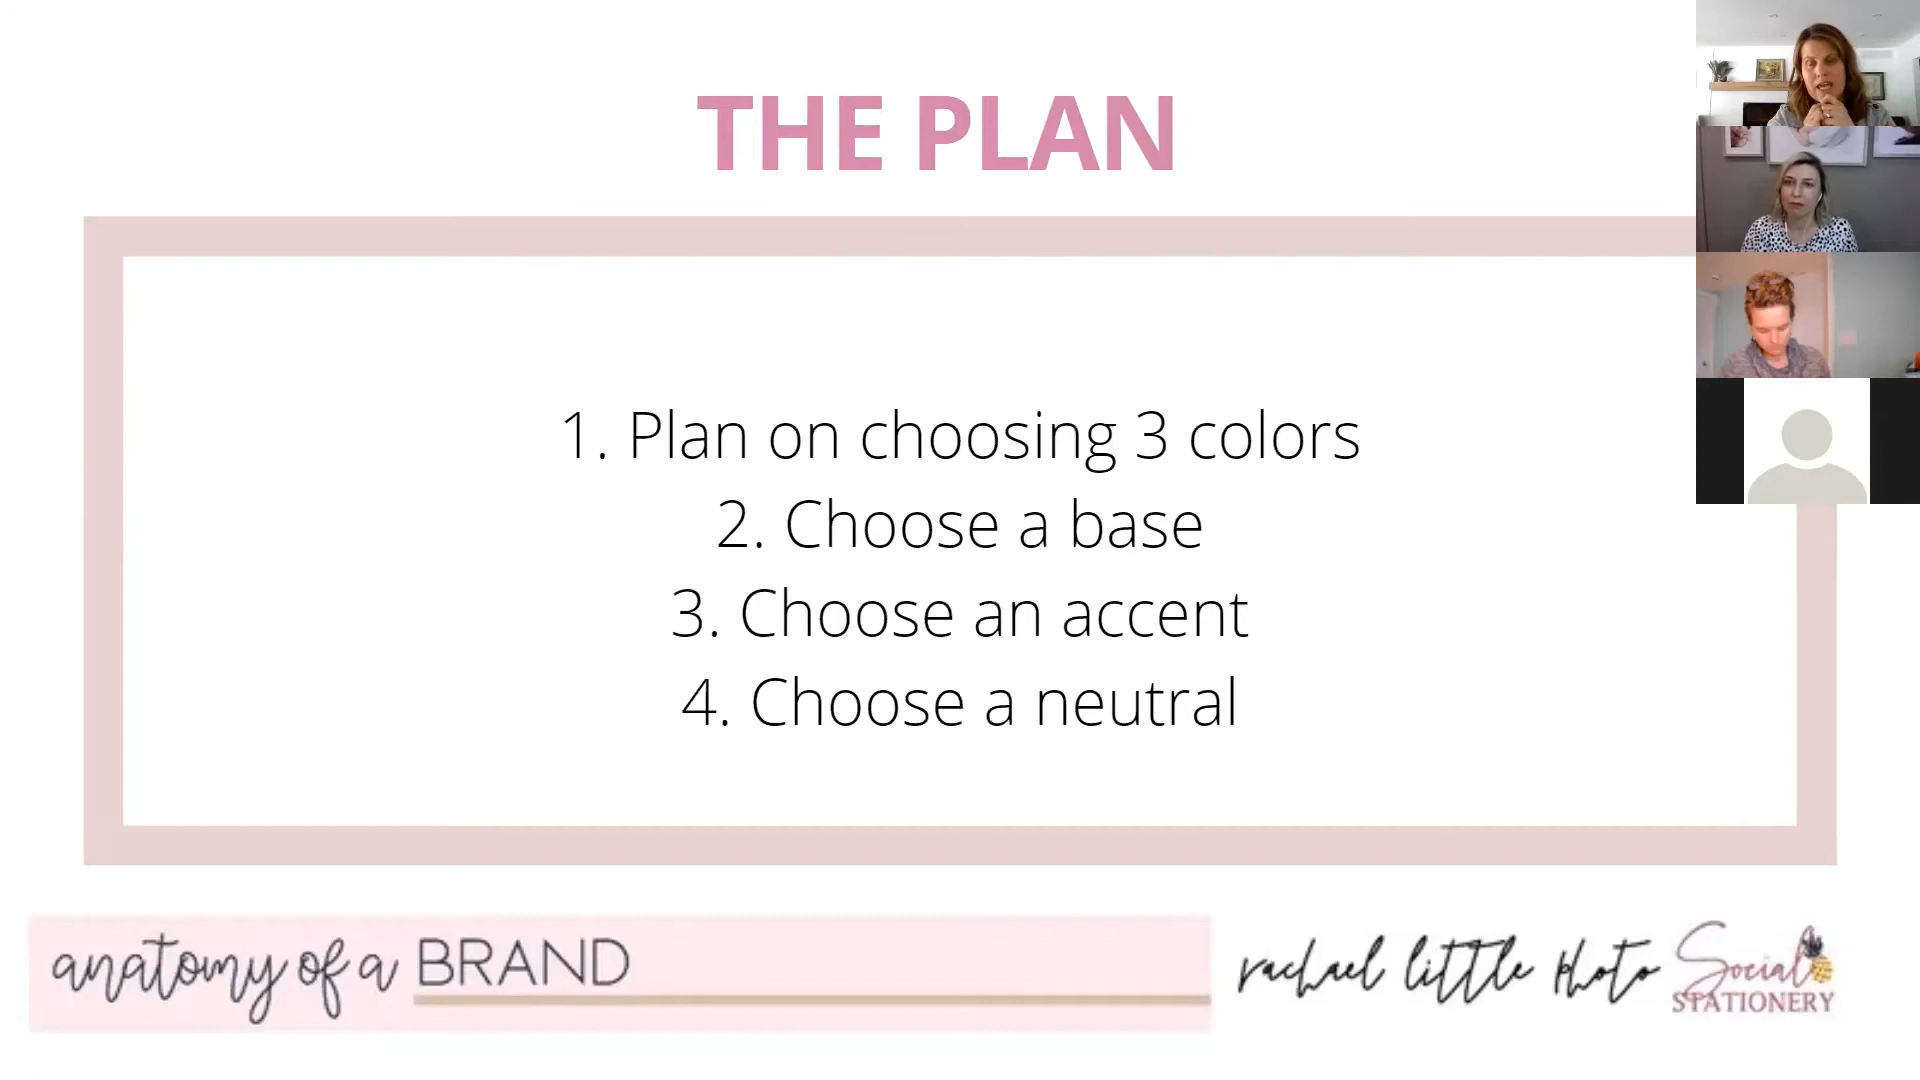 THE PLAN
1. Plan on choosing 3 colors
2. Choose a base
3. Choose an accent
4. Choose a neutral
anatomy of a BRAND
rachael little photo
Social
STATIONERY